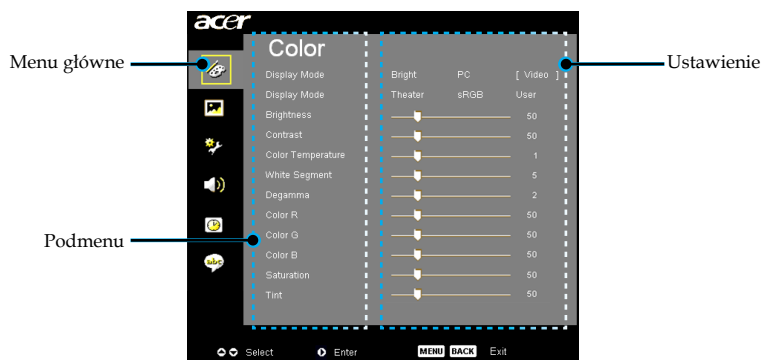 acer
Color
Menu główne
Ustawienie
Display Mode Bright PC [ Video ]
Display Mode Theater sRGB User
Brightness 50
Contrast 50
Color Temperature 1
White Segment 5
Degamma 2
Color R 50
Podmenu
Color G 50
Color B 50
abc
Saturation 50
Tint 50
Select Enter MENU BACK Exit